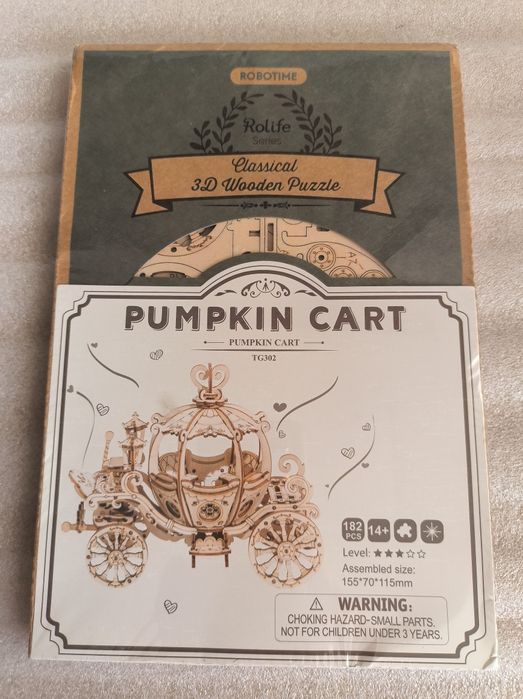 ROBOTIME
Rolife
Series
Classical
3D Wooden Puzzle
PUMPKIN CART
PUMPKIN CART
TG302
182
PCS
14+
Level: ★★★☆☆
Assembled size:
155*70*115mm
⚠ WARNING:
CHOKING HAZARD-SMALL PARTS.
NOT FOR CHILDREN UNDER 3 YEARS.